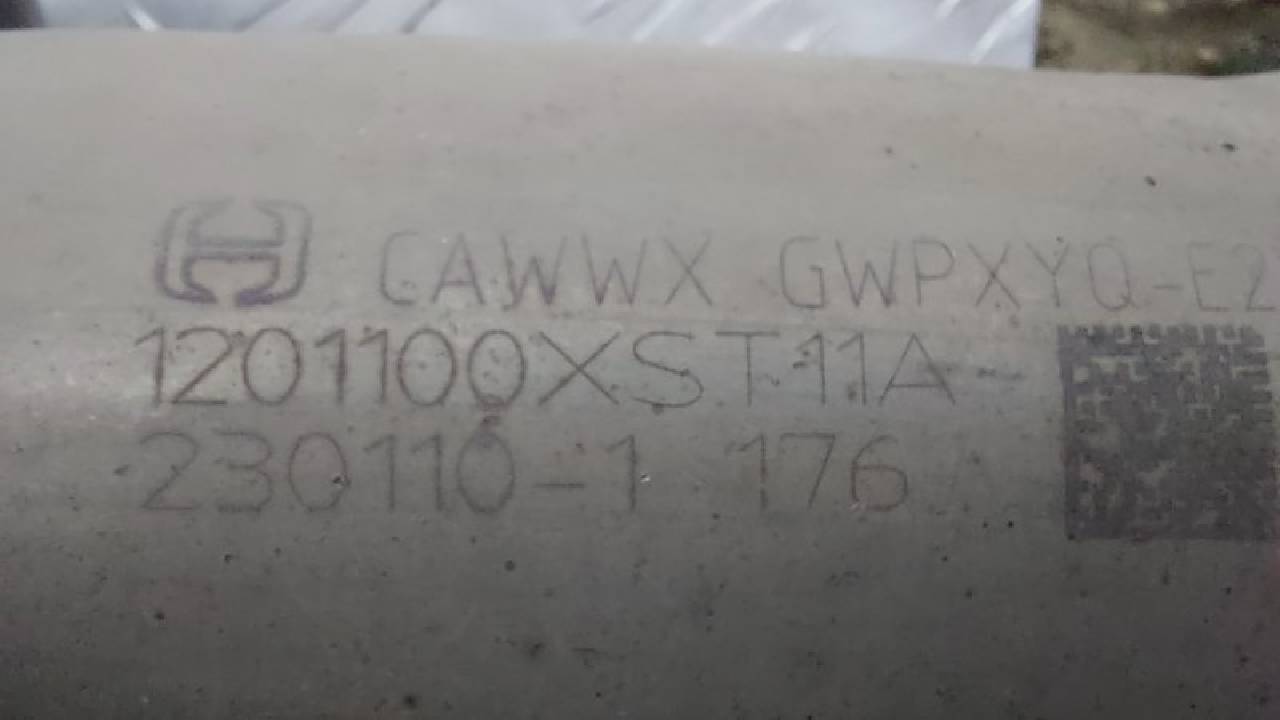 CAWWX GWPXYQ-E2
1201100XST11A-
230110-1 176